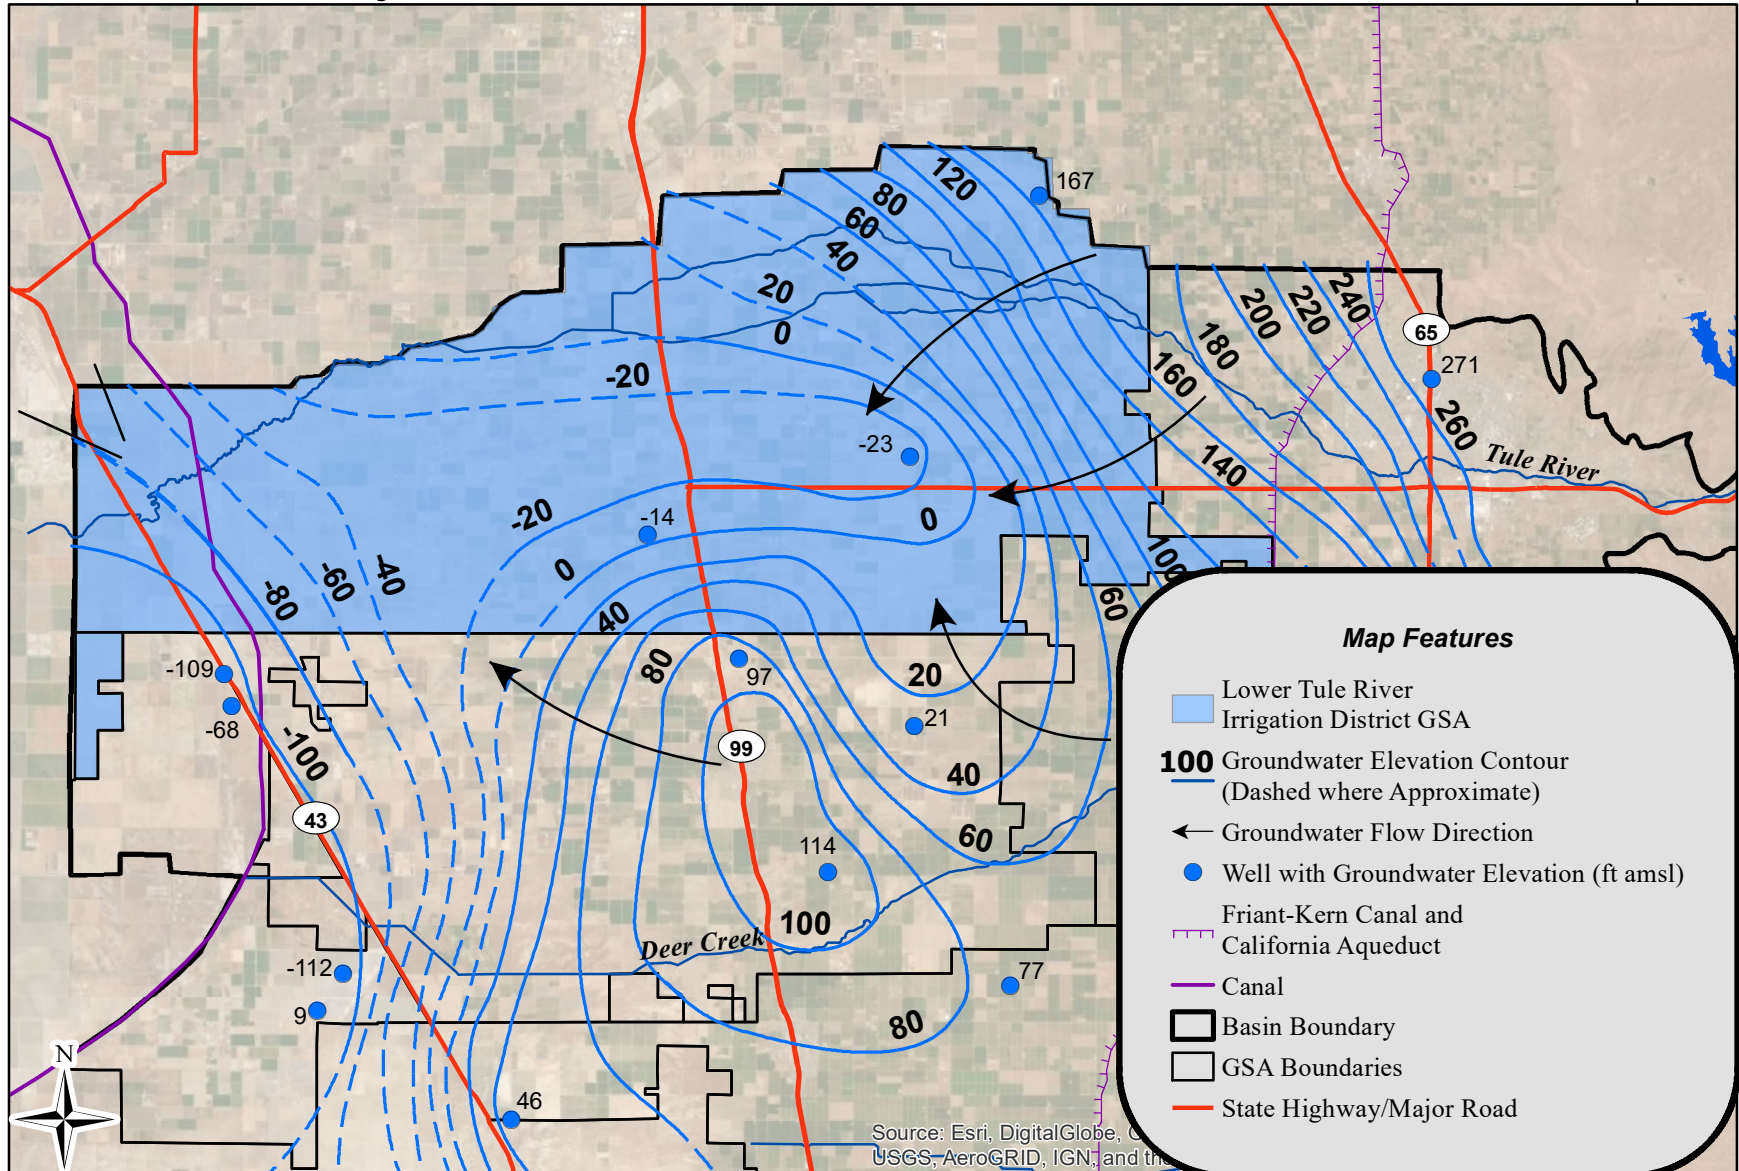 120
167
80
60
40
240
20
200
220
0
65
180
271
-20
160
260
-23
140
Tule River
-20
-14
0
0
100
-80
-60
-40
40
60
80
-109
97
20
-68
21
-100
99
40
43
60
114
100
Deer Creek
-112
77
9
80
46
N
Map Features
Lower Tule River
Irrigation District GSA
100 Groundwater Elevation Contour
(Dashed where Approximate)
Groundwater Flow Direction
Well with Groundwater Elevation (ft amsl)
Friant-Kern Canal and
California Aqueduct
Canal
Basin Boundary
GSA Boundaries
State Highway/Major Road
Source: Esri, DigitalGlobe,
USGS, AeroGRID, IGN, and